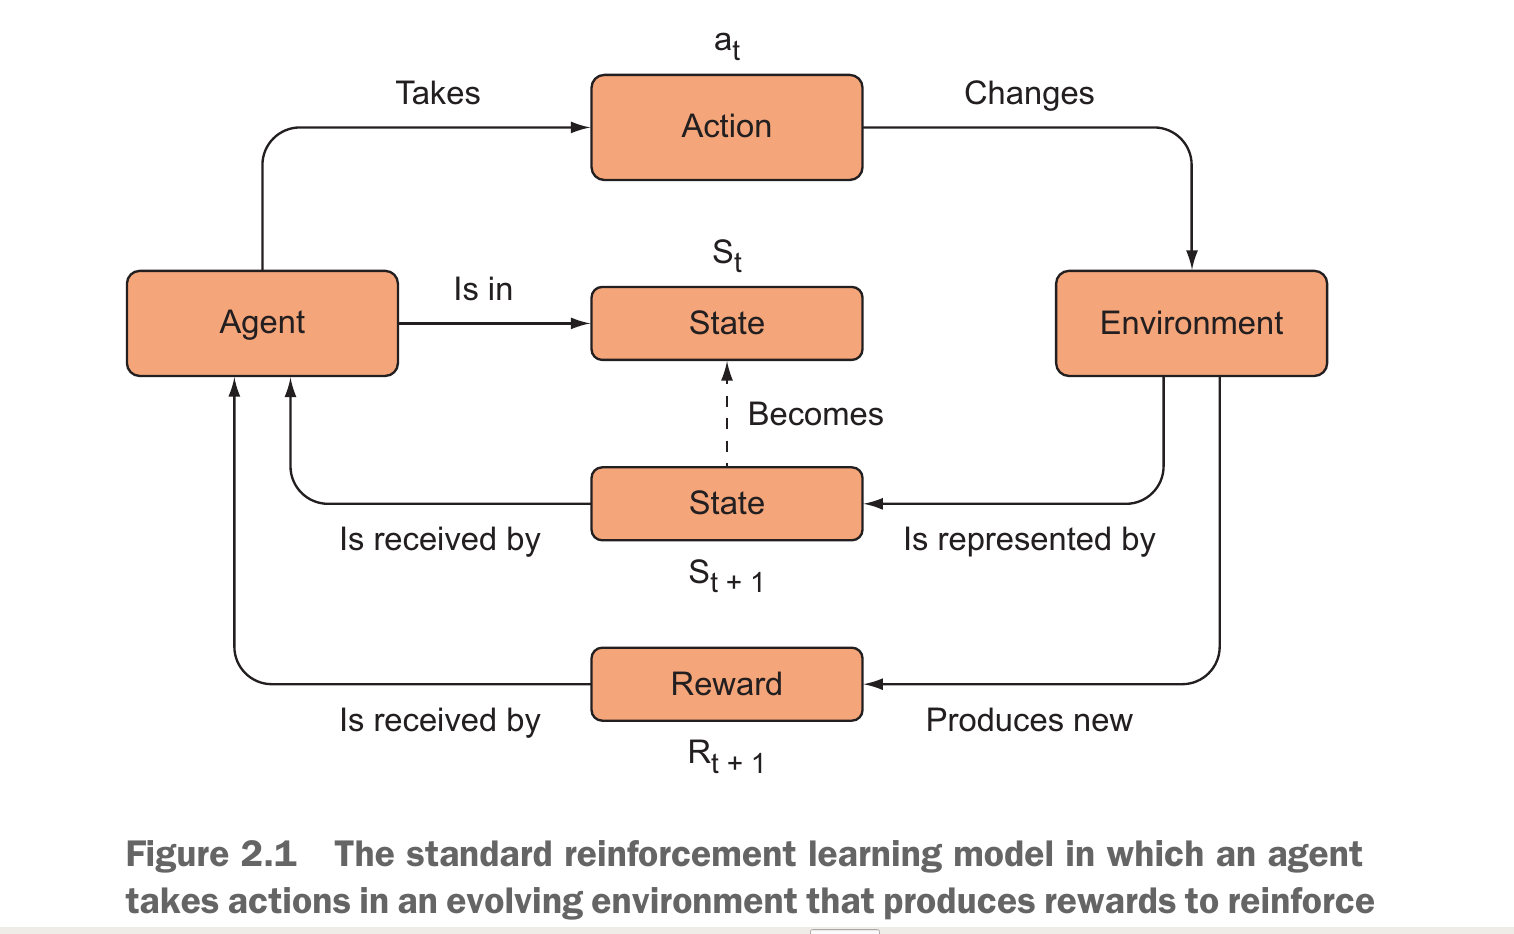 a_t
Takes
Action
Changes
S_t
Is in
Agent
State
Environment
Becomes
State
Is received by
Is represented by
S_t + 1
Reward
Is received by
Produces new
R_t + 1
Figure 2.1 The standard reinforcement learning model in which an agent
takes actions in an evolving environment that produces rewards to reinforce